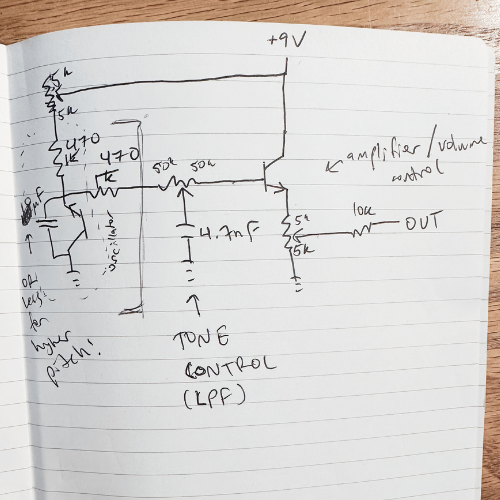 +9V
5k
5k
470
1k
470
1k
50k 50k
amplifier/volume
control
5k
5k
10k
OUT
4.7nF
oscillator
or
less
for
higher
pitch!
TONE
CONTROL
(LPF)